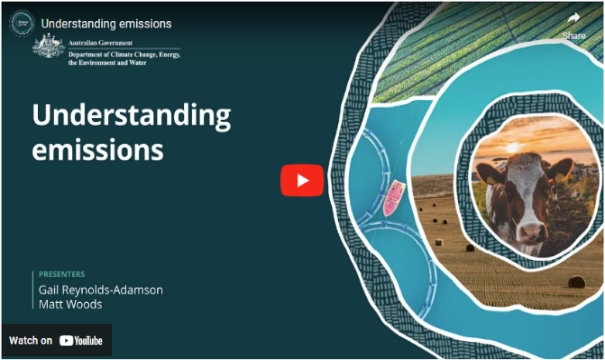 Understanding emissions
Share
Australian Government
Department of Climate Change, Energy,
the Environment and Water
Understanding
emissions
PRESENTERS
Gail Reynolds-Adamson
Matt Woods
Watch on YouTube